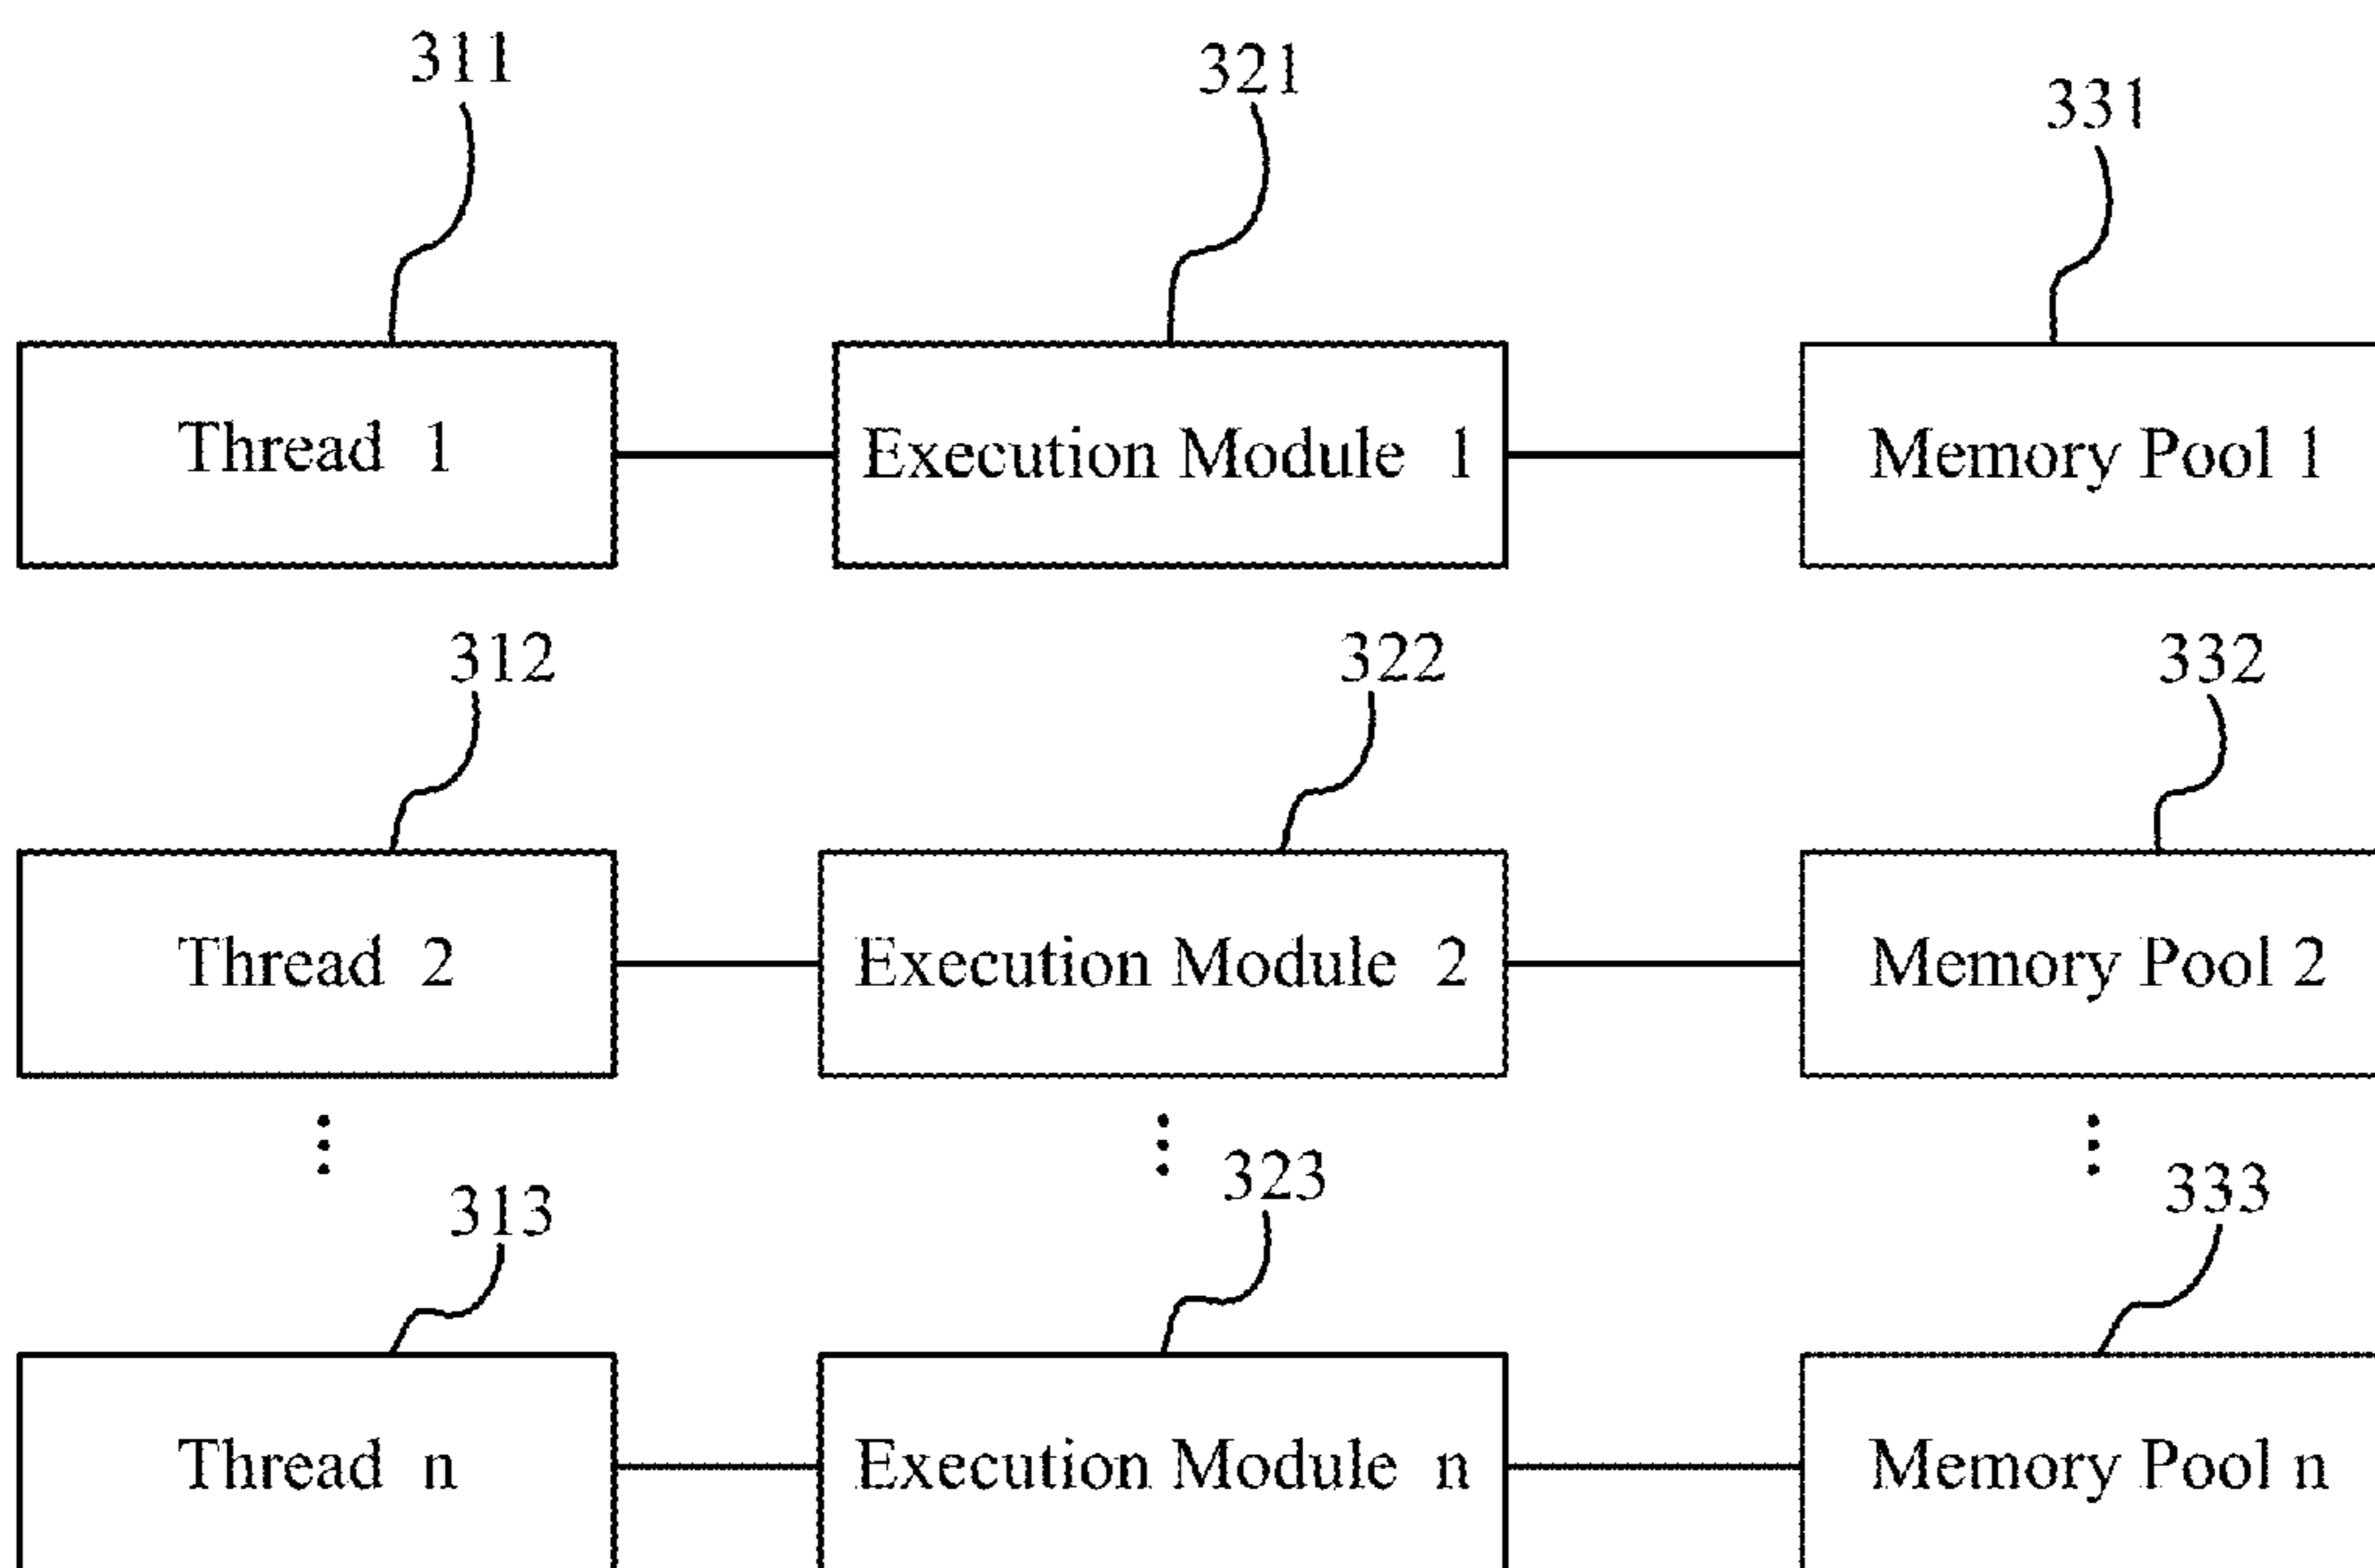 311
321
331
Thread 1
Execution Module 1
Memory Pool 1
312
322
332
Thread 2
Execution Module 2
Memory Pool 2
313
323
333
Thread n
Execution Module n
Memory Pool n